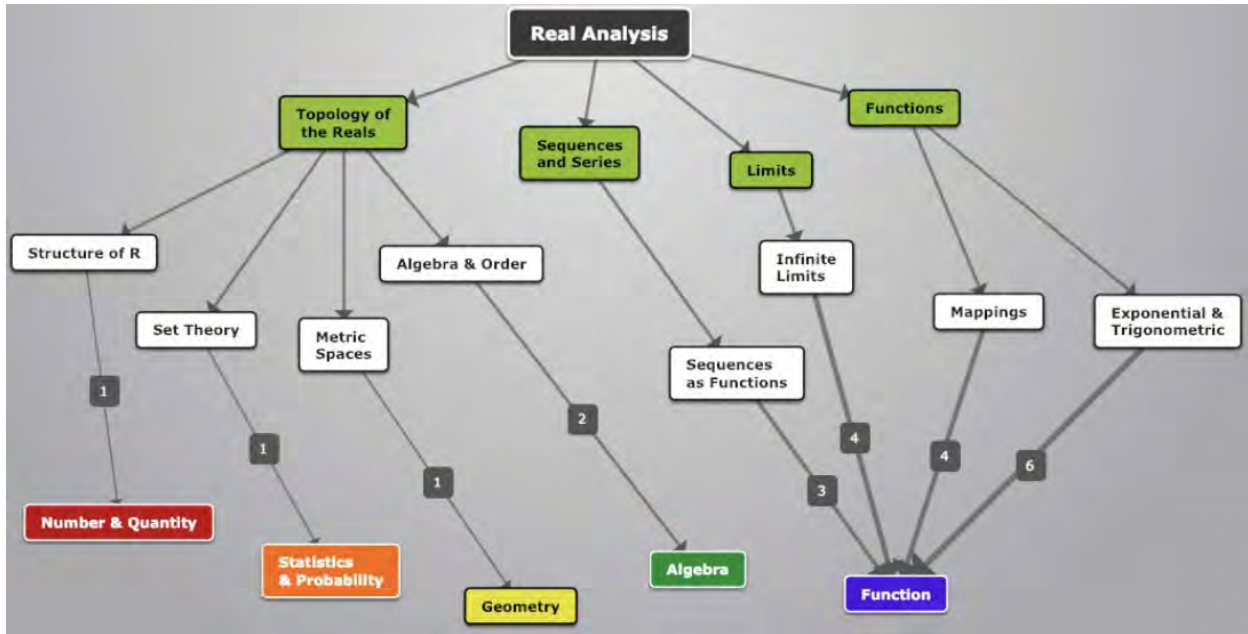 Real Analysis
Topology of
the Reals
Sequences
and Series
Limits
Functions
Structure of R
Set Theory
Metric
Spaces
Algebra & Order
Sequences
as Functions
Infinite
Limits
Mappings
Exponential &
Trigonometric
1
1
1
2
3
4
4
6
Number & Quantity
Statistics
& Probability
Geometry
Algebra
Function